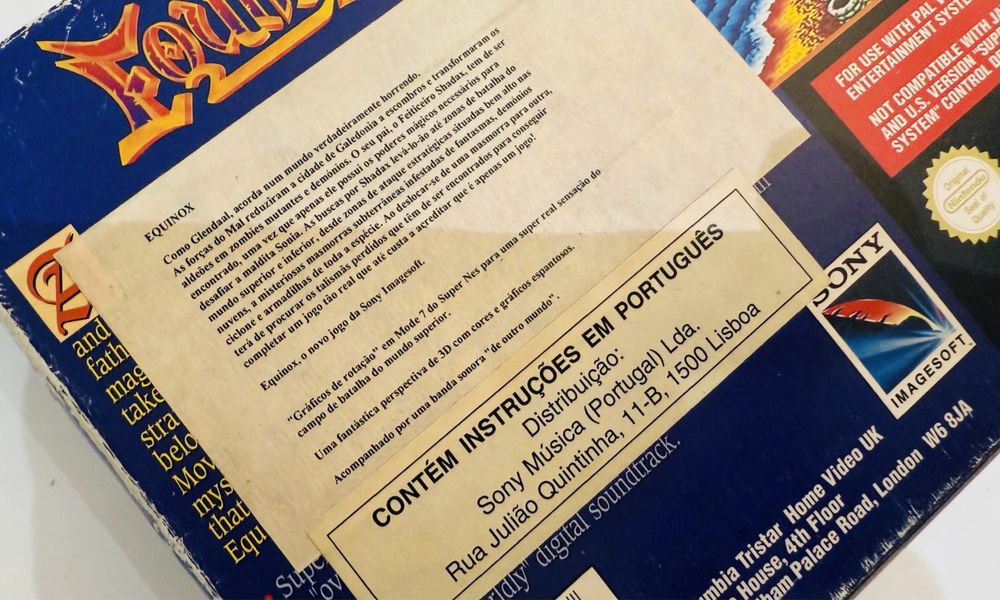 EQUINOX
Como Glendaal, acorda num mundo verdadeiramente horrendo.
As forças do Mal reduziram a cidade de Galedonia a escombros e transformaram os
aldeões em zombies mutantes e demónios. O seu pai, o Feiticeiro Shadax, tem de ser
encontrado, uma vez que apenas ele possui os poderes mágicos necessários para
desafiar a maldita Sonia. As buscas por Shadax levá-lo-ão até zonas de batalha do
mundo superior e inferior, desde zonas de ataque estratégicas situadas bem alto nas
nuvens, a misteriosas masmorras subterrâneas infestadas de fantasmas, demónios
ciclone e armadilhas de toda a espécie. Ao deslocar-se de uma masmorra para outra,
terá de procurar os talismãs perdidos que têm de ser encontrados para conseguir
completar um jogo tão real que até custa a acreditar que é apenas um jogo!
Equinox, o novo jogo da Sony Imagesoft.
"Gráficos de rotação" em Mode 7 do Super Nes para uma super real sensação do
campo de batalha do mundo superior.
Uma fantástica perspectiva de 3D com cores e gráficos espantosos.
Acompanhado por uma banda sonora "de outro mundo".
CONTÉM INSTRUÇÕES EM PORTUGUÊS
Distribuição:
Sony Música (Portugal) Lda.
Rua Julião Quintinha, 11-B, 15000 Lisboa
and
fath
mag
take
stra
belo
Mov
mys
that
Equ
digital soundtrack.
FOR USE WITH PAL
ENTERTAINMENT SYSTE
NOT COMPATIBLE WITH JA
AND U.S. VERSION "SUP
SYSTEM" CONTROL D
Original
Nintendo
Seal of
Quality
SONY
IMAGESOFT
mbia Tristar Home Video UK
House, 4th Floor
ham Palace Road, London W6 8JA